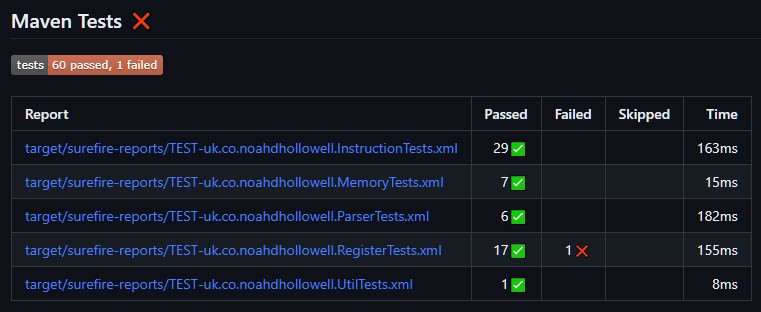 Maven Tests ❌
tests 60 passed, 1 failed
Report Passed Failed Skipped Time
target/surefire-reports/TEST-uk.co.noahdhollowell.InstructionTests.xml 29 ✅ 163ms
target/surefire-reports/TEST-uk.co.noahdhollowell.MemoryTests.xml 7 ✅ 15ms
target/surefire-reports/TEST-uk.co.noahdhollowell.ParserTests.xml 6 ✅ 182ms
target/surefire-reports/TEST-uk.co.noahdhollowell.RegisterTests.xml 17 ✅ 1 ❌ 155ms
target/surefire-reports/TEST-uk.co.noahdhollowell.UtilTests.xml 1 ✅ 8ms